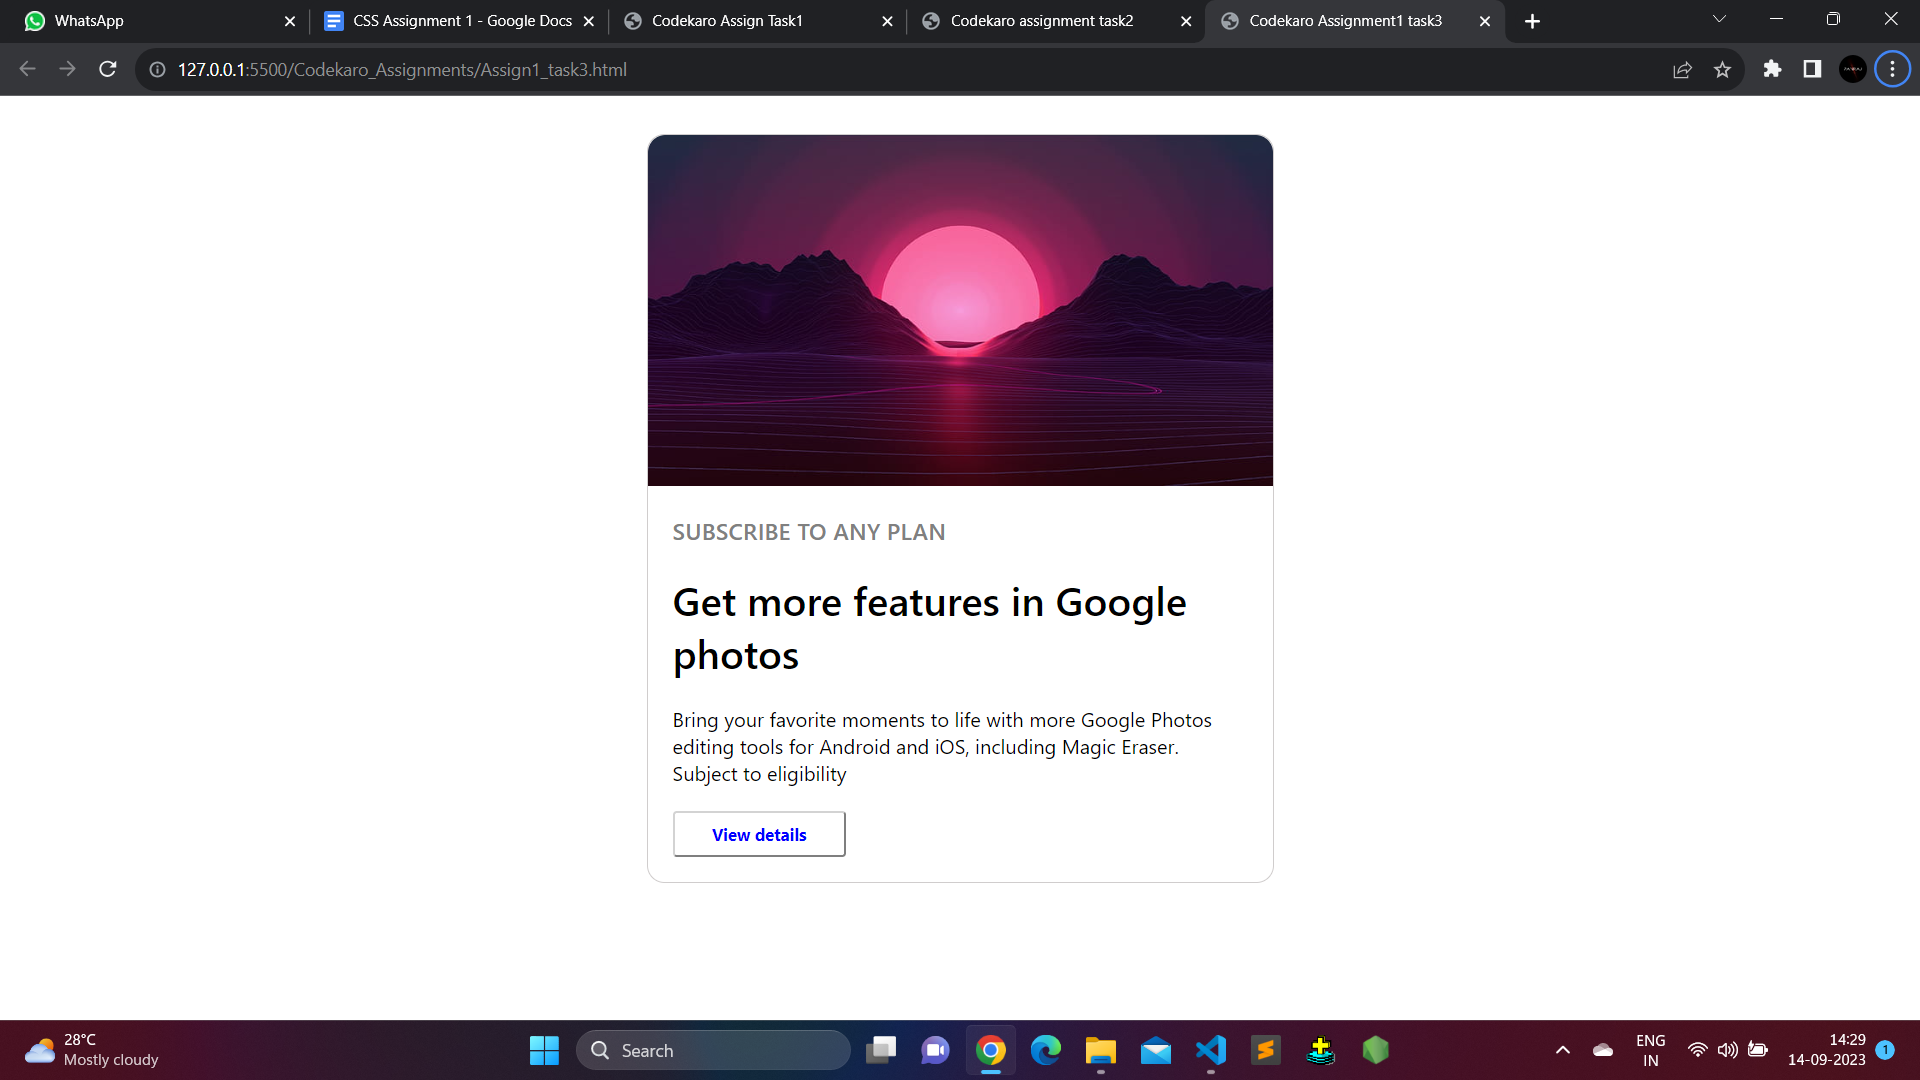 WhatsApp
CSS Assignment 1 - Google Docs
Codekaro Assign Task1
Codekaro assignment task2
Codekaro Assignment1 task3
127.0.0.1:5500/Codekaro_Assignments/Assign1_task3.html
SUBSCRIBE TO ANY PLAN
Get more features in Google
photos
Bring your favorite moments to life with more Google Photos
editing tools for Android and iOS, including Magic Eraser.
Subject to eligibility
View details
28°C
Mostly cloudy
Search
ENG
IN
14:29
14-09-2023
1